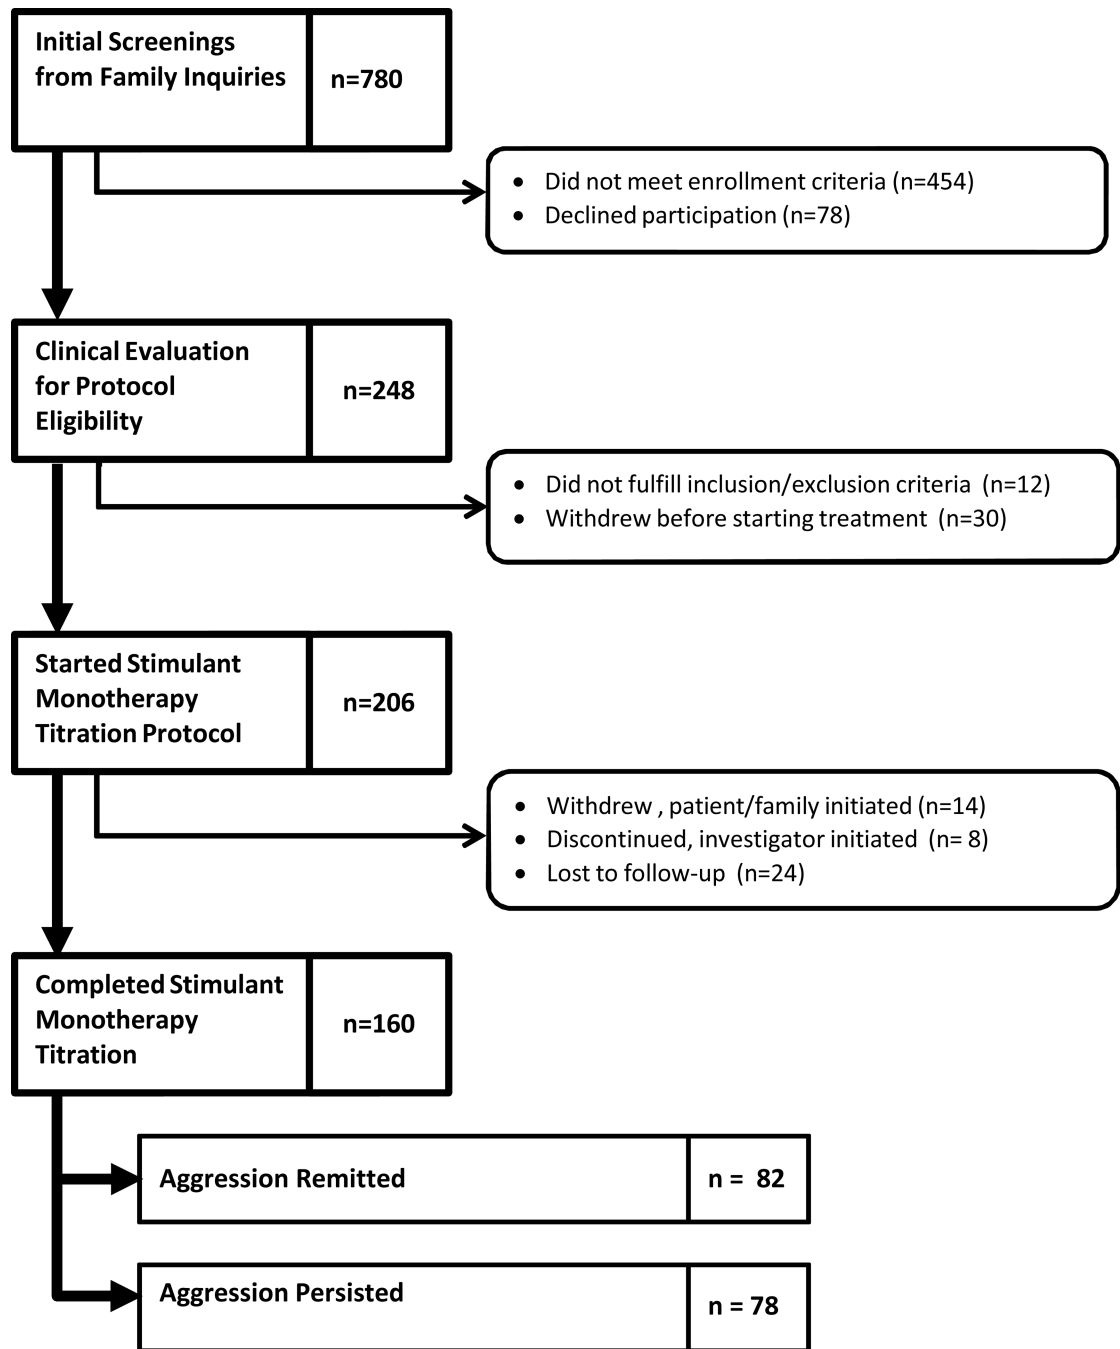 Initial Screenings
from Family Inquiries
n=780
• Did not meet enrollment criteria (n=454)
• Declined participation (n=78)
Clinical Evaluation
for Protocol
Eligibility
n=248
• Did not fulfill inclusion/exclusion criteria (n=12)
• Withdrew before starting treatment (n=30)
Started Stimulant
Monotherapy
Titration Protocol
n=206
• Withdrew , patient/family initiated (n=14)
• Discontinued, investigator initiated (n= 8)
• Lost to follow-up (n=24)
Completed Stimulant
Monotherapy
Titration
n=160
Aggression Remitted
n = 82
Aggression Persisted
n = 78